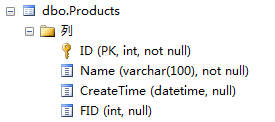 dbo.Products
列
ID (PK, int, not null)
Name (varchar(100), not null)
CreateTime (datetime, null)
FID (int, null)